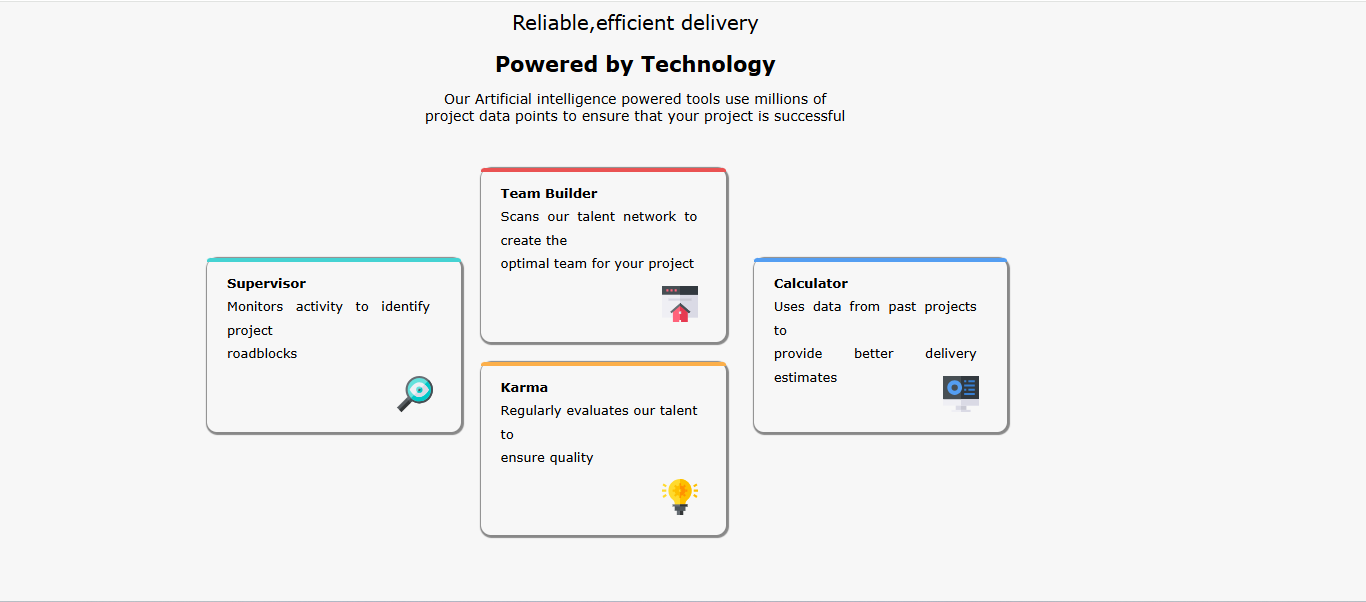 Reliable,efficient delivery
Powered by Technology
Our Artificial intelligence powered tools use millions of
project data points to ensure that your project is successful
Team Builder
Scans our talent network to
create the
optimal team for your project
Supervisor
Monitors activity to identify
project
roadblocks
Calculator
Uses data from past projects
to
provide better delivery
estimates
Karma
Regularly evaluates our talent
to
ensure quality